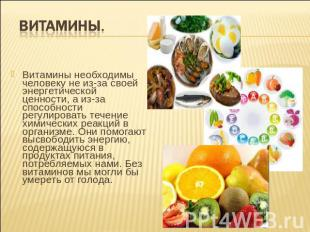 ВИТАМИНЫ.
Витамины необходимы
человеку не из-за своей
энергетической
ценности, а из-за
способности
регулировать течение
химических реакций в
организме. Они помогают
высвободить энергию,
содержащуюся в
продуктах питания,
потребляемых нами. Без
витаминов мы могли бы
умереть от голода.
PPt4WEB.ru